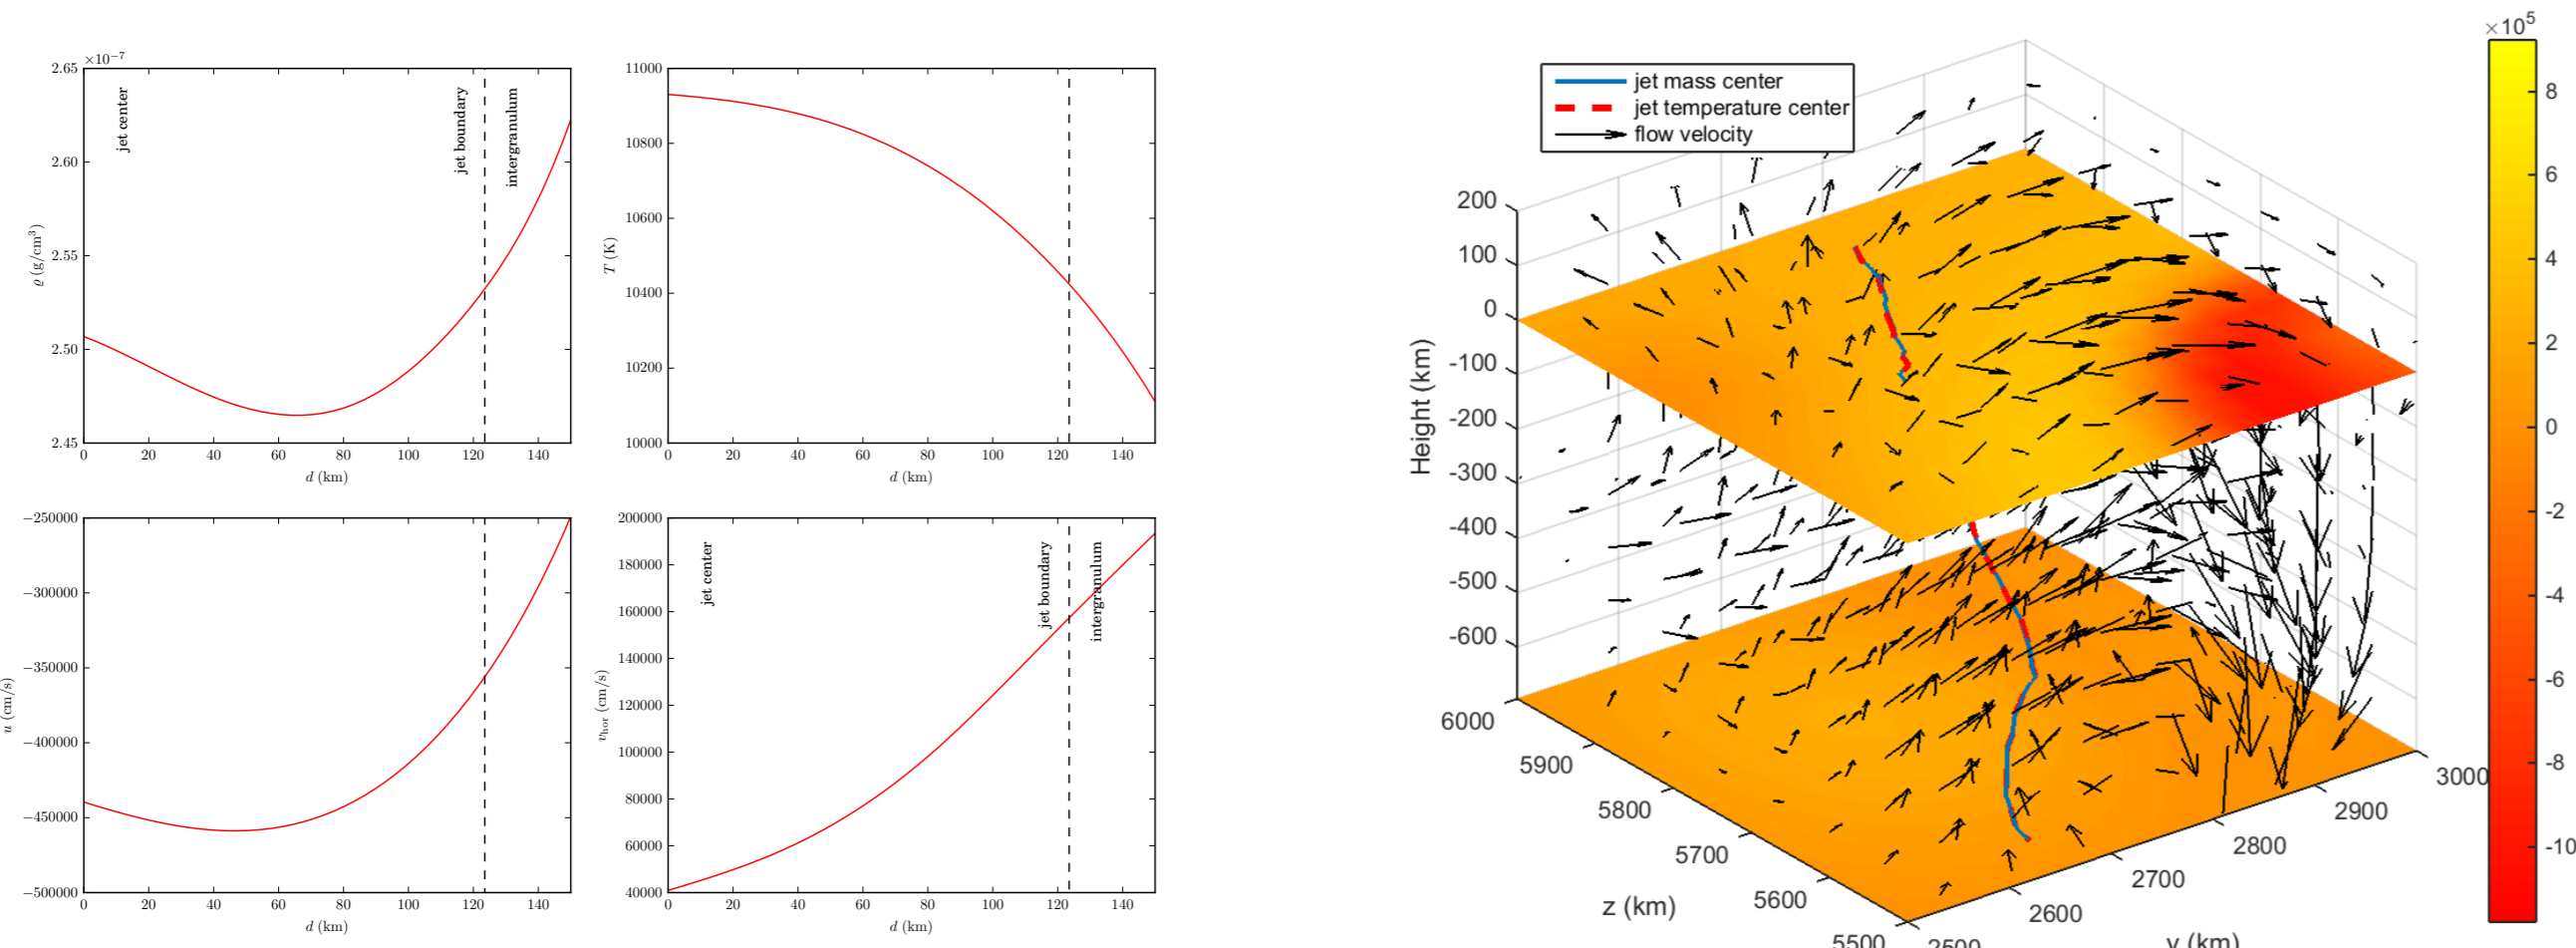 ×10⁻⁷
2.65
2.60
2.55
2.50
2.45
ϱ (g/cm³)
jet center
jet boundary
intergranulum
0 20 40 60 80 100 120 140
d (km)
11000
10800
10600
10400
10200
10000
T (K)
0 20 40 60 80 100 120 140
d (km)
−250000
−300000
−350000
−400000
−450000
−500000
u (cm/s)
0 20 40 60 80 100 120 140
d (km)
200000
180000
160000
140000
120000
100000
80000
60000
40000
v_hor (cm/s)
jet center
jet boundary
intergranulum
0 20 40 60 80 100 120 140
d (km)
jet mass center
jet temperature center
flow velocity
200
100
0
-100
-200
-300
-400
-500
-600
Height (km)
6000
5900
5800
5700
5600
5500
z (km)
2500
2600
2700
2800
2900
3000
y (km)
×10⁵
8
6
4
2
0
-2
-4
-6
-8
-10